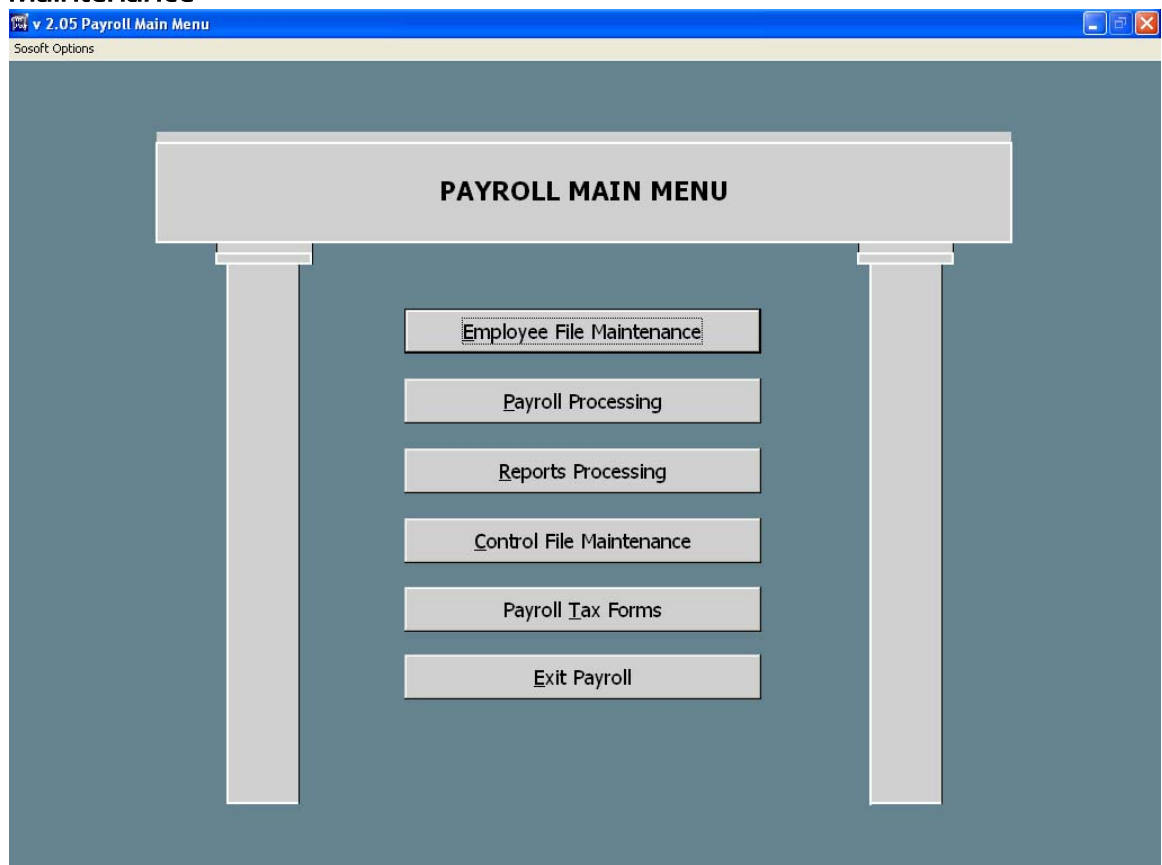 Maintenance
v 2.05 Payroll Main Menu
Sosoft Options
PAYROLL MAIN MENU
Employee File Maintenance
Payroll Processing
Reports Processing
Control File Maintenance
Payroll Tax Forms
Exit Payroll